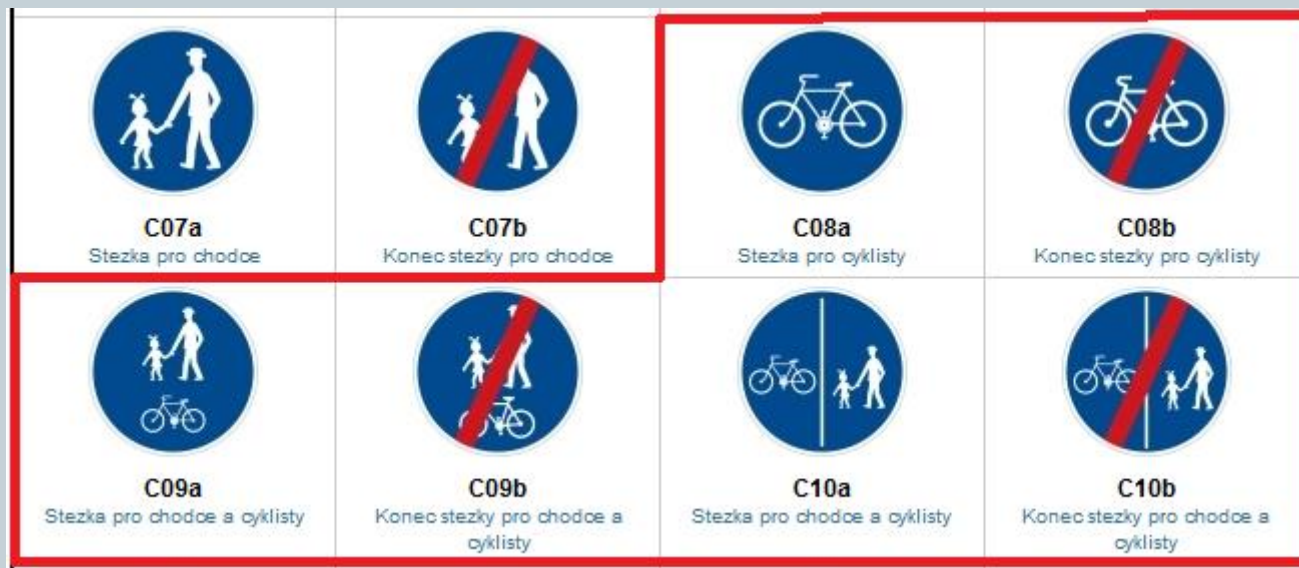 C07a
Stezka pro chodce
C07b
Konec stezky pro chodce
C08a
Stezka pro cyklisty
C08b
Konec stezky pro cyklisty
C09a
Stezka pro chodce a cyklisty
C09b
Konec stezky pro chodce a
cyklisty
C10a
Stezka pro chodce a cyklisty
C10b
Konec stezky pro chodce a
cyklisty